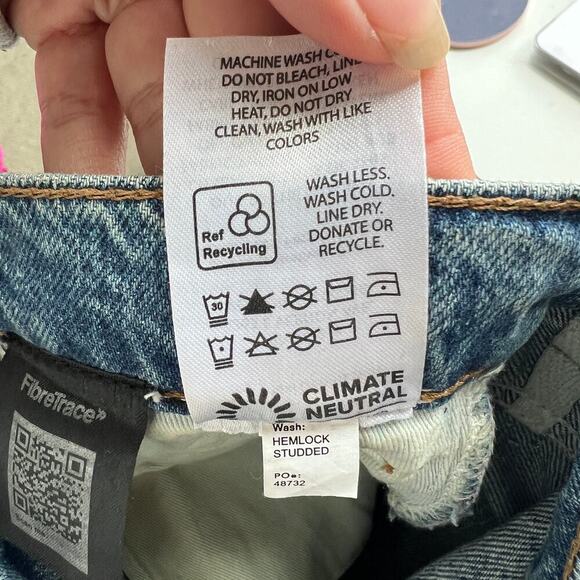 MACHINE WASH
DO NOT BLEACH, LINE
DRY, IRON ON LOW
HEAT, DO NOT DRY
CLEAN, WASH WITH LIKE
COLORS
Ref
Recycling
WASH LESS.
WASH COLD.
LINE DRY.
DONATE OR
RECYCLE.
30
CLIMATE
NEUTRAL
Wash:
HEMLOCK
STUDDED
PO#:
48732
FibreTrace